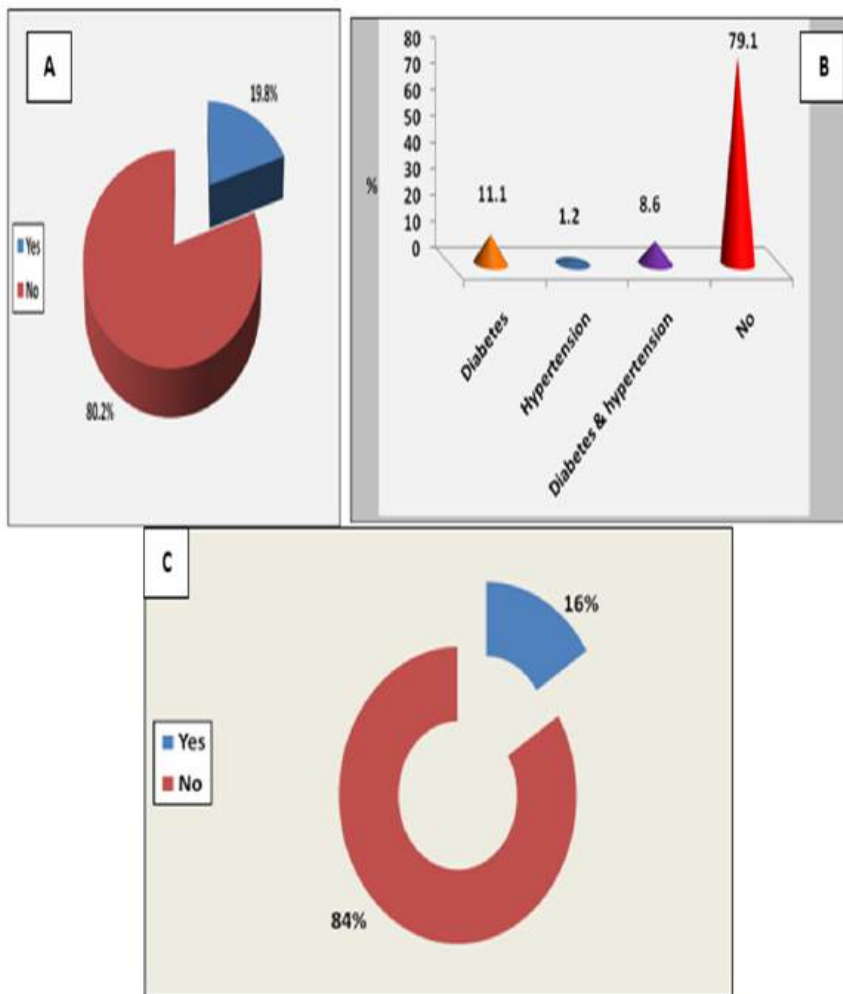 A
19.8%
Yes
No
80.2%
B
%
80
70
60
50
40
30
20
10
0
11.1
1.2
8.6
79.1
Diabetes
Hypertension
Diabetes & hypertension
No
C
16%
Yes
No
84%